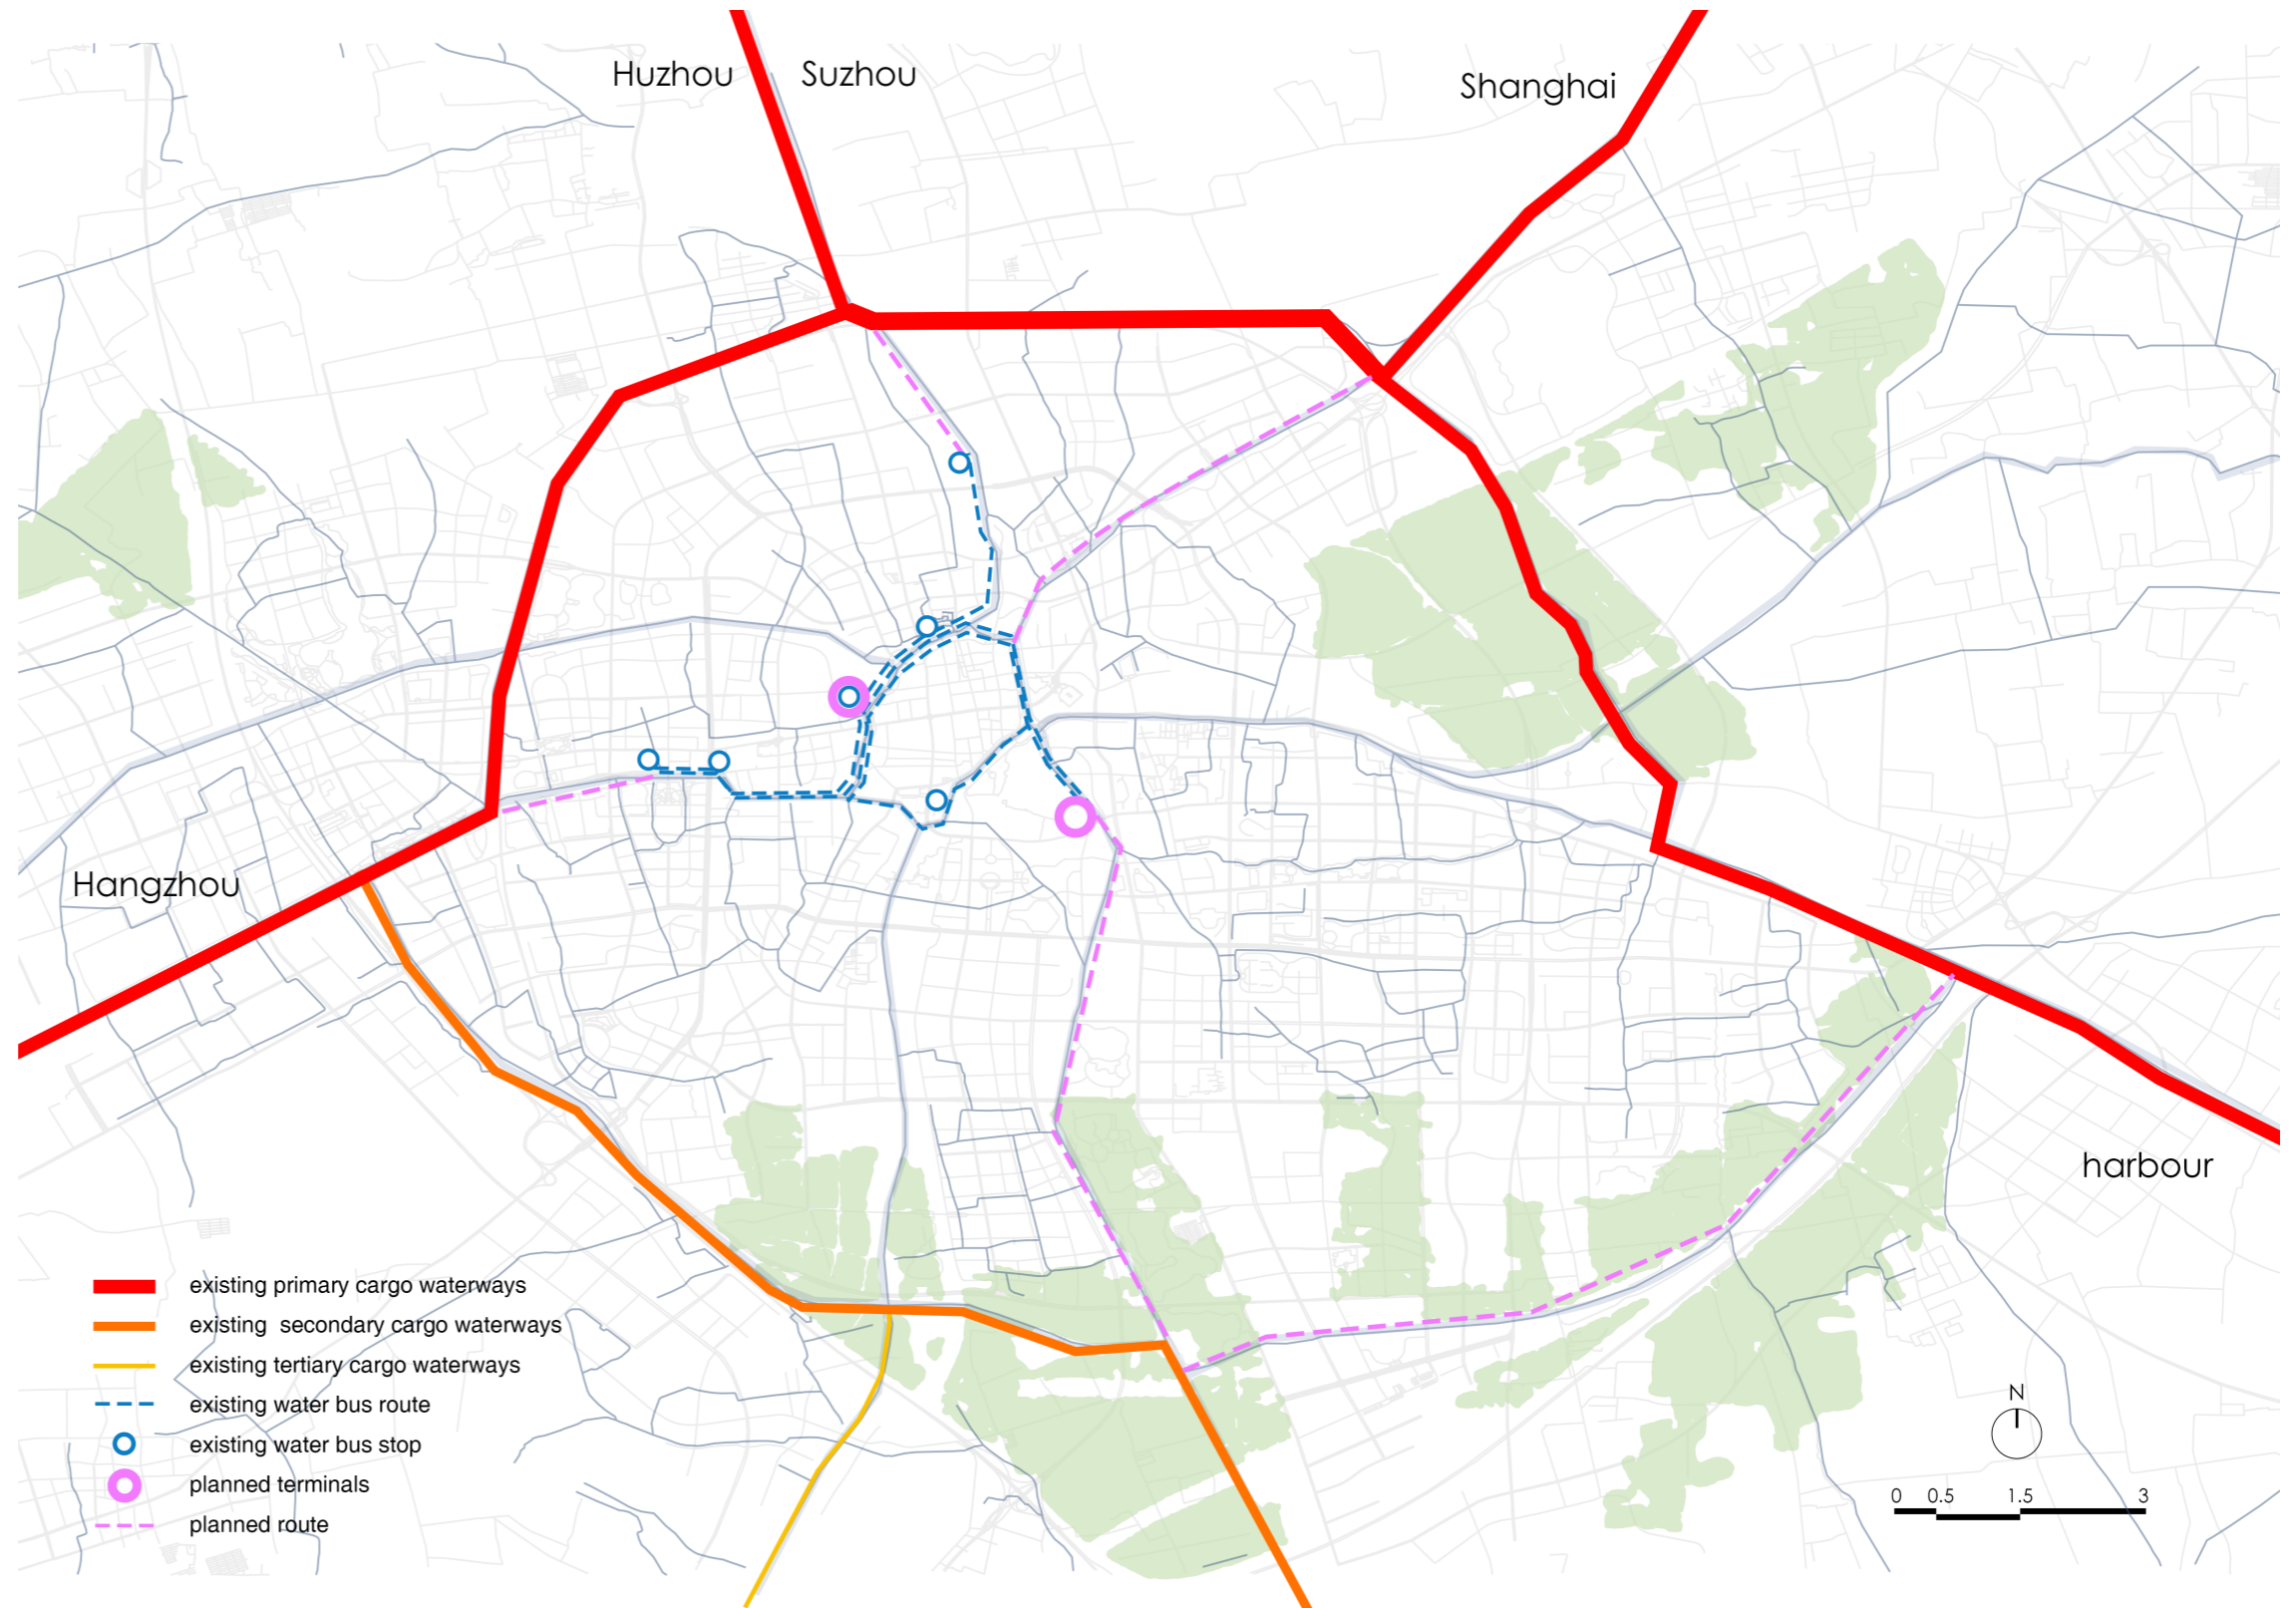 Huzhou
Suzhou
Shanghai
Hangzhou
harbour
existing primary cargo waterways
existing  secondary cargo waterways
existing tertiary cargo waterways
existing water bus route
existing water bus stop
planned terminals
planned route
N
0 0.5 1.5 3